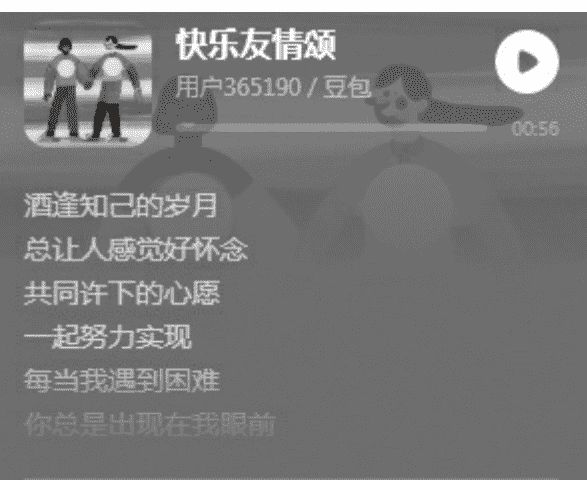 快乐友情颂
用户365190 / 豆包
00:56
酒逢知己的岁月
总让人感觉好怀念
共同许下的心愿
一起努力实现
每当我遇到困难
你总是出现在我眼前